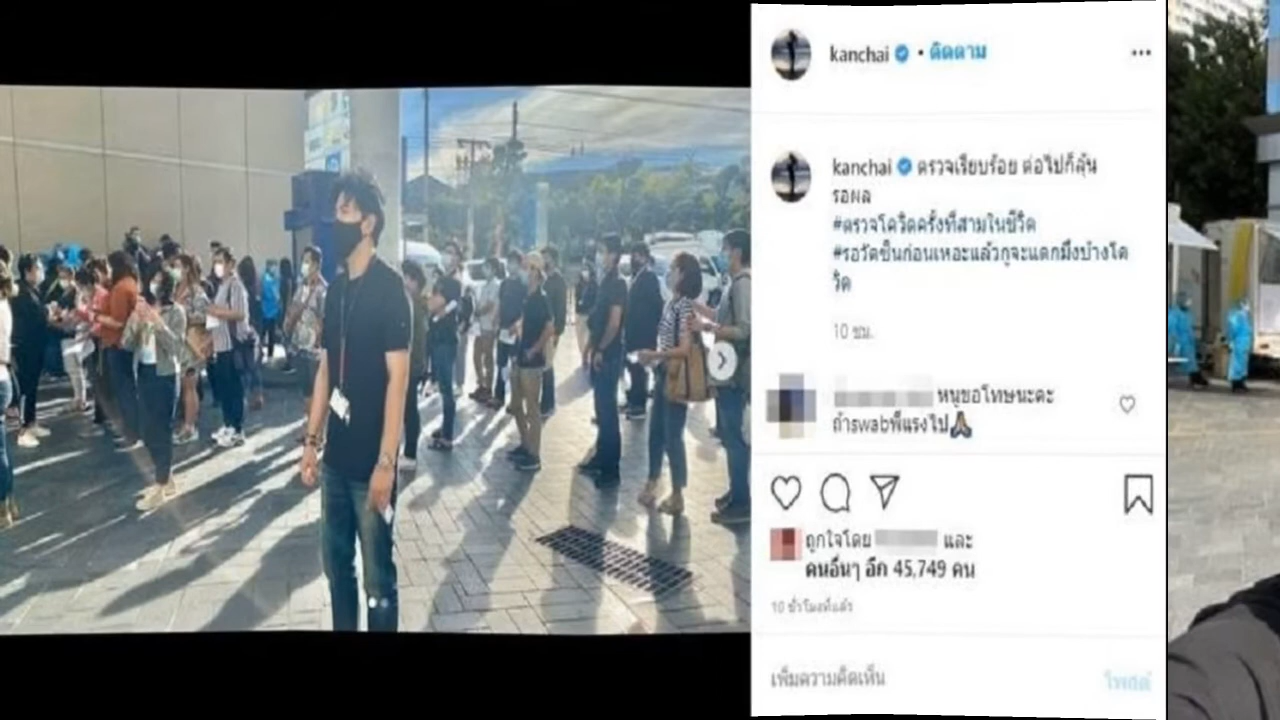 kanchai • ติดตาม
kanchai ตรวจเรียบร้อย ต่อไปก็ลุ้น
รอผล
#ตรวจโควิดครั้งที่สามในชีวิต
#รอวัคซีนก่อนเหอะแล้วกูจะแดกมึงบ้างโค
วิด
10 ชม.
หนูขอโทษนะคะ
ถ้าswabพี่แรงไป
ถูกใจโดย และ
คนอื่นๆ อีก 45,749 คน
10 ชั่วโมงที่แล้ว
เพิ่มความคิดเห็น
โพสต์